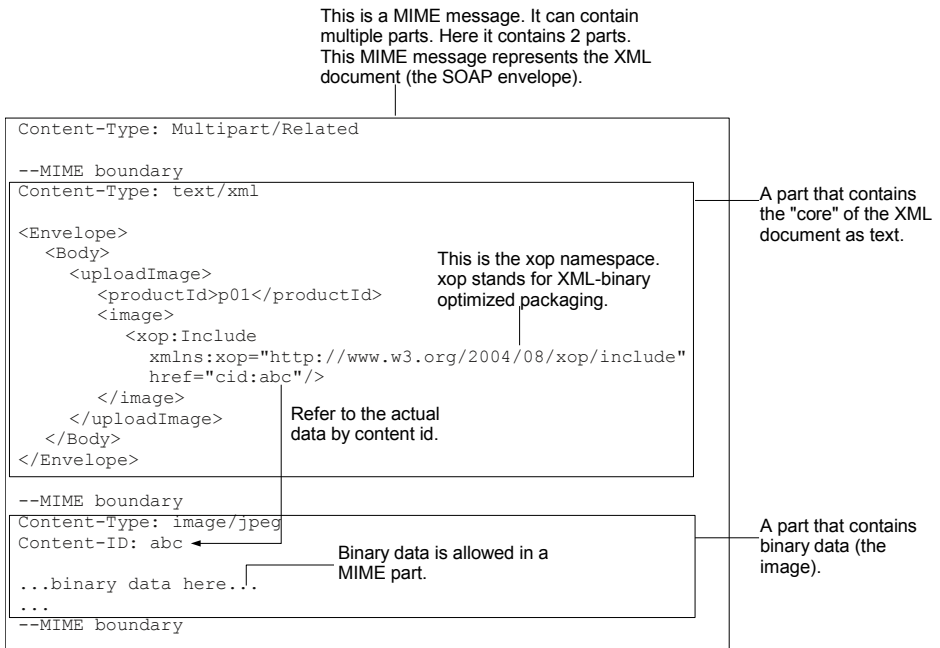 This is a MIME message. It can contain
multiple parts. Here it contains 2 parts.
This MIME message represents the XML
document (the SOAP envelope).
Content-Type: Multipart/Related
--MIME boundary
Content-Type: text/xml
A part that contains
the "core" of the XML
document as text.
<Envelope>
<Body>
<uploadImage>
<productId>p01</productId>
<image>
<xop:Include
xmlns:xop="http://www.w3.org/2004/08/xop/include"
href="cid:abc"/>
</image>
</uploadImage>
</Body>
</Envelope>
This is the xop namespace.
xop stands for XML-binary
optimized packaging.
Refer to the actual
data by content id.
--MIME boundary
Content-Type: image/jpeg
Content-ID: abc
...binary data here...
...
--MIME boundary
Binary data is allowed in a
MIME part.
A part that contains
binary data (the
image).